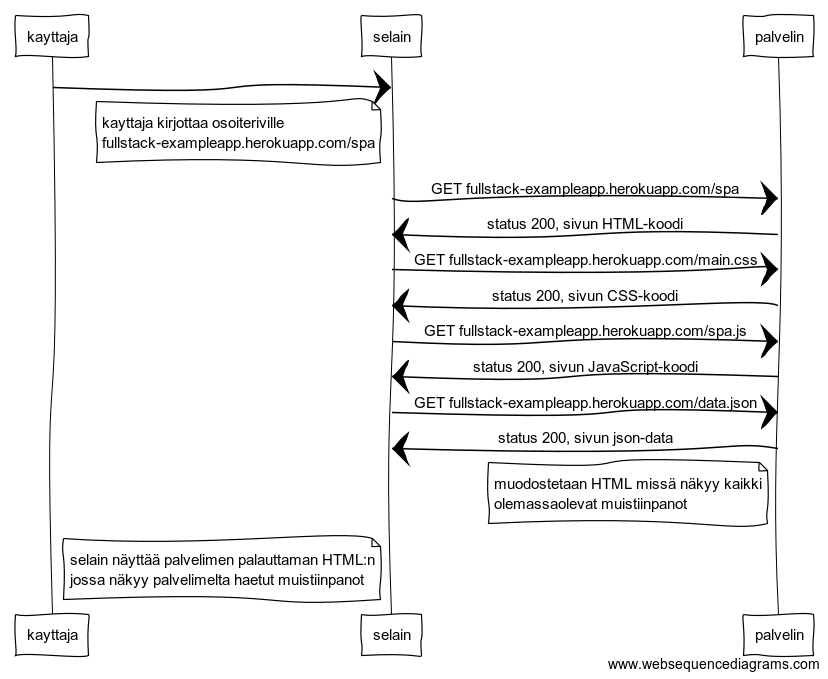 kayttaja
selain
palvelin
kayttaja kirjottaa osoiteriville
fullstack-exampleapp.herokuapp.com/spa
GET fullstack-exampleapp.herokuapp.com/spa
status 200, sivun HTML-koodi
GET fullstack-exampleapp.herokuapp.com/main.css
status 200, sivun CSS-koodi
GET fullstack-exampleapp.herokuapp.com/spa.js
status 200, sivun JavaScript-koodi
GET fullstack-exampleapp.herokuapp.com/data.json
status 200, sivun json-data
muodostetaan HTML missä näkyy kaikki
olemassaolevat muistiinpanot
selain näyttää palvelimen palauttaman HTML:n
jossa näkyy palvelimelta haetut muistiinpanot
kayttaja
selain
palvelin
www.websequencediagrams.com